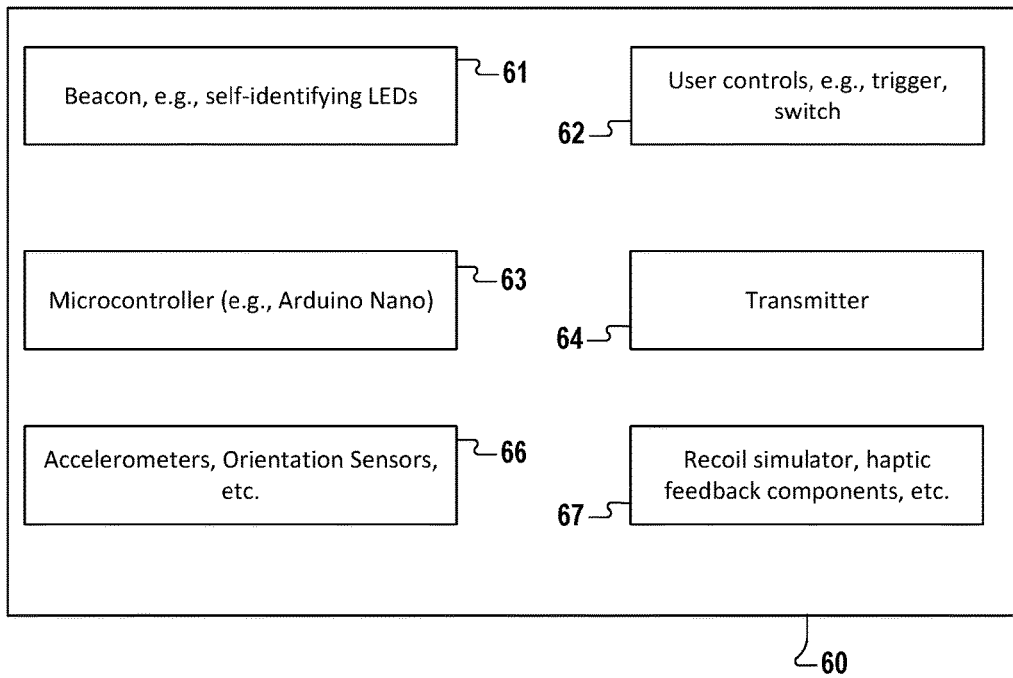 Beacon, e.g., self-identifying LEDs
61
User controls, e.g., trigger,
switch
62
Microcontroller (e.g., Arduino Nano)
63
Transmitter
64
Accelerometers, Orientation Sensors,
etc.
66
Recoil simulator, haptic
feedback components, etc.
67
60